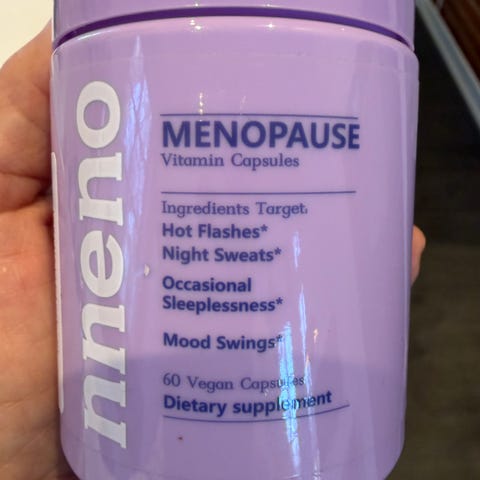 nneno
MENOPAUSE
Vitamin Capsules
Ingredients Target:
Hot Flashes*
Night Sweats*
Occasional
Sleeplessness*
Mood Swings*
60 Vegan Capsules
Dietary supplement